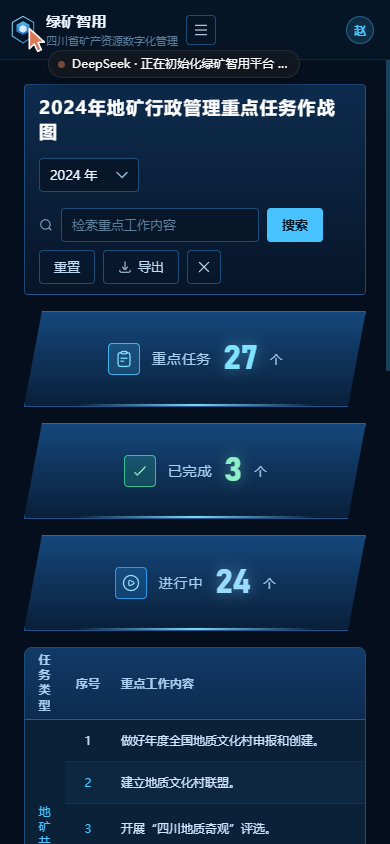 绿矿智用
四川省矿产资源数字化管理
赵
DeepSeek · 正在初始化绿矿智用平台 ...
2024年地矿行政管理重点任务作战
图
2024 年
检索重点工作内容
搜索
重置
导出
重点任务 27 个
已完成 3 个
进行中 24 个
任务类型
序号
重点工作内容
1 做好年度全国地质文化村申报和创建。
2 建立地质文化村联盟。
地矿
3 开展“四川地质奇观”评选。